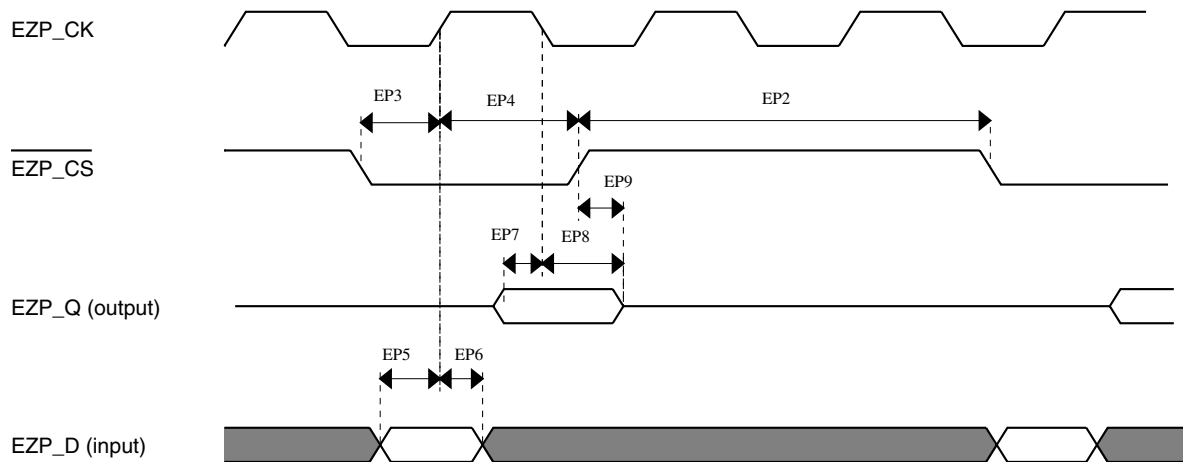 EZP_CK
EP3
EP4
EP2
EZP_CS
EP9
EP7
EP8
EZP_Q (output)
EP5
EP6
EZP_D (input)